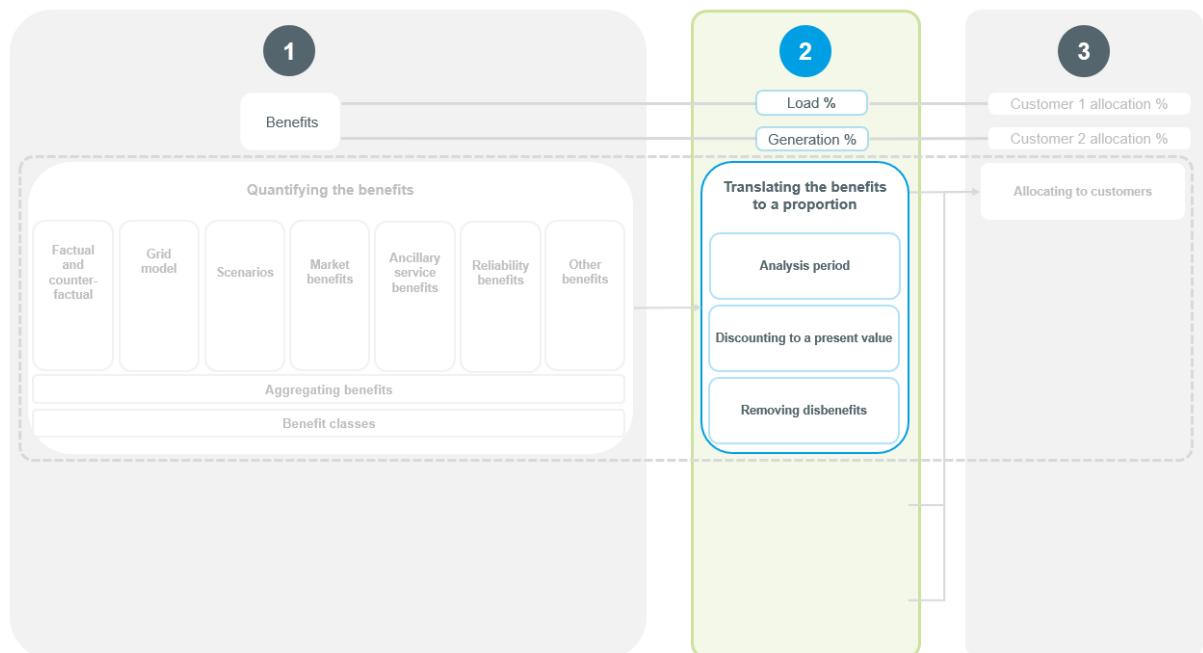 1
2
3
Benefits
Load %
Generation %
Customer 1 allocation %
Customer 2 allocation %
Quantifying the benefits
Factual
and
counter-
factual
Grid
model
Scenarios
Market
benefits
Ancillary
service
benefits
Reliability
benefits
Other
benefits
Aggregating benefits
Benefit classes
Translating the benefits
to a proportion
Analysis period
Discounting to a present value
Removing disbenefits
Allocating to customers